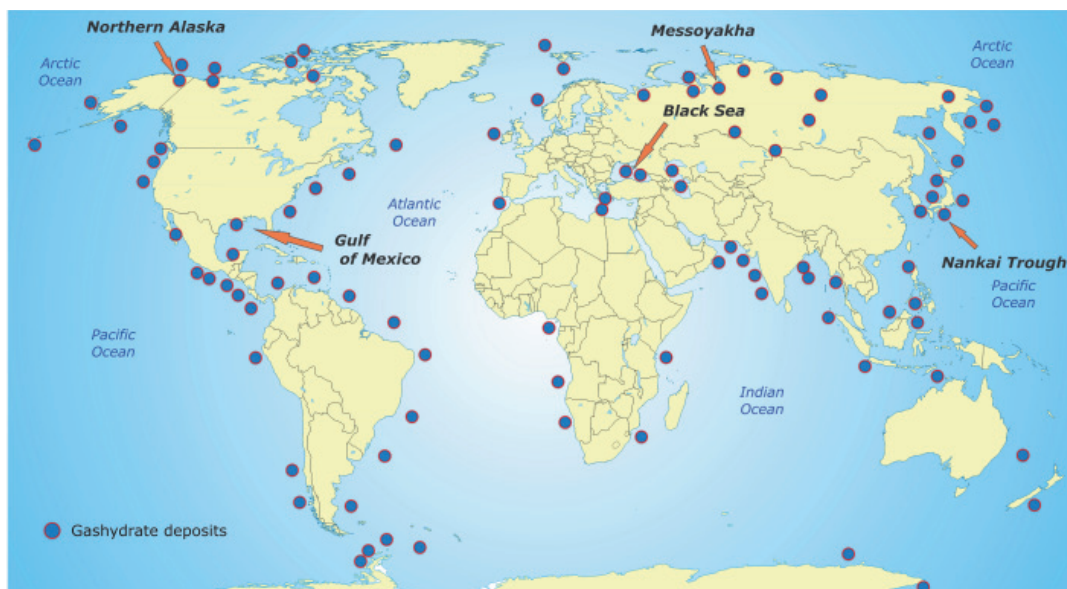 Northern Alaska
Messoyakha
Arctic
Ocean
Arctic
Ocean
Black Sea
Atlantic
Ocean
Gulf
of Mexico
Nankai Trough
Pacific
Ocean
Pacific
Ocean
Indian
Ocean
Gashydrate deposits